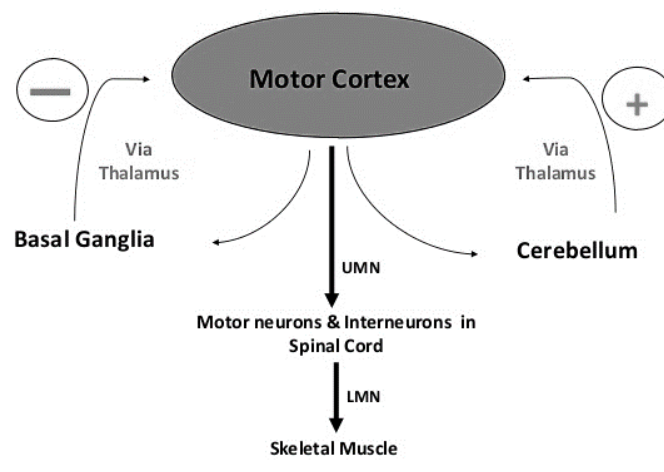 Motor Cortex
−
+
Via
Thalamus
Via
Thalamus
Basal Ganglia
Cerebellum
UMN
Motor neurons & Interneurons in
Spinal Cord
LMN
Skeletal Muscle